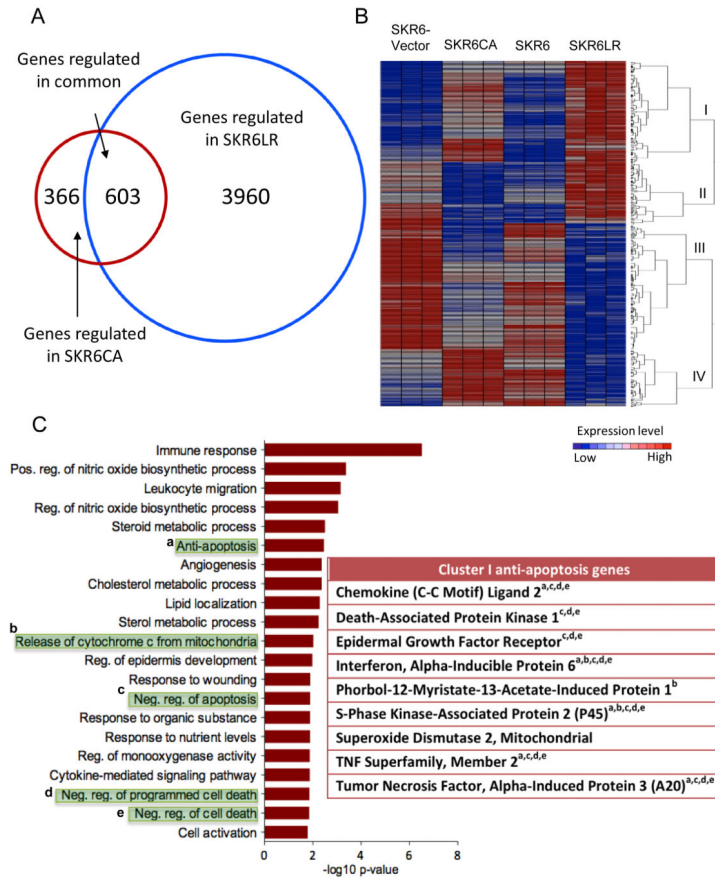 A
Genes regulated
in common
Genes regulated
in SKR6LR
366
603
3960
Genes regulated
in SKR6CA
B
SKR6-
Vector
SKR6CA
SKR6
SKR6LR
I
II
III
IV
Expression level
Low
High
C
Immune response
Pos. reg. of nitric oxide biosynthetic process
Leukocyte migration
Reg. of nitric oxide biosynthetic process
Steroid metabolic process
a Anti-apoptosis
Angiogenesis
Cholesterol metabolic process
Lipid localization
Sterol metabolic process
b
Release of cytochrome c from mitochondria
Reg. of epidermis development
Response to wounding
c
Neg. reg. of apoptosis
Response to organic substance
Response to nutrient levels
Reg. of monooxygenase activity
Cytokine-mediated signaling pathway
d Neg. reg. of programmed cell death
e Neg. reg. of cell death
Cell activation
0 2 4 6 8
-log10 p-value
Cluster I anti-apoptosis genes
Chemokine (C-C Motif) Ligand 2a,c,d,e
Death-Associated Protein Kinase 1c,d,e
Epidermal Growth Factor Receptorc,d,e
Interferon, Alpha-Inducible Protein 6a,b,c,d,e
Phorbol-12-Myristate-13-Acetate-Induced Protein 1b
S-Phase Kinase-Associated Protein 2 (P45)a,b,c,d,e
Superoxide Dismutase 2, Mitochondrial
TNF Superfamily, Member 2a,c,d,e
Tumor Necrosis Factor, Alpha-Induced Protein 3 (A20)a,c,d,e